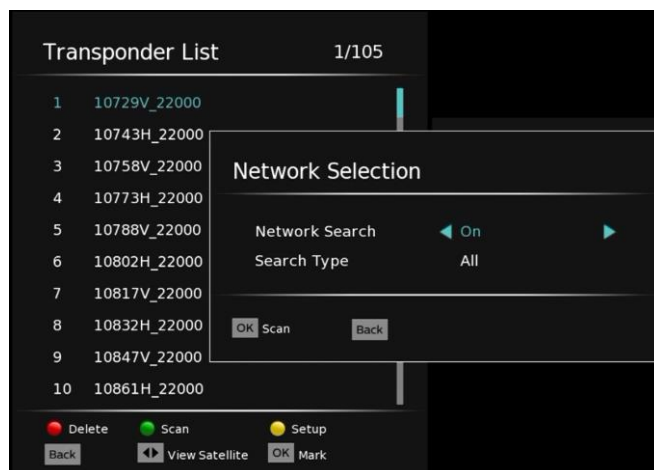 Transponder List 1/105
1 10729V_22000
2 10743H_22000
3 10758V_22000
4 10773H_22000
5 10788V_22000
6 10802H_22000
7 10817V_22000
8 10832H_22000
9 10847V_22000
10 10861H_22000
Network Selection
Network Search On
Search Type All
OK Scan Back
Delete Scan Setup
Back View Satellite OK Mark